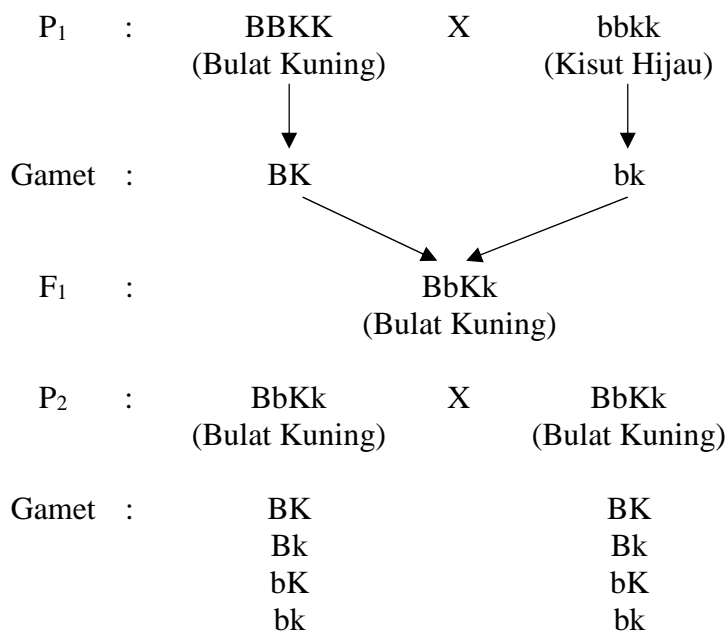 P1 : BBKK X bbkk
(Bulat Kuning) (Kisut Hijau)
Gamet : BK bk
F1 : BbKk
(Bulat Kuning)
P2 : BbKk X BbKk
(Bulat Kuning) (Bulat Kuning)
Gamet : BK BK
Bk Bk
bK bK
bk bk